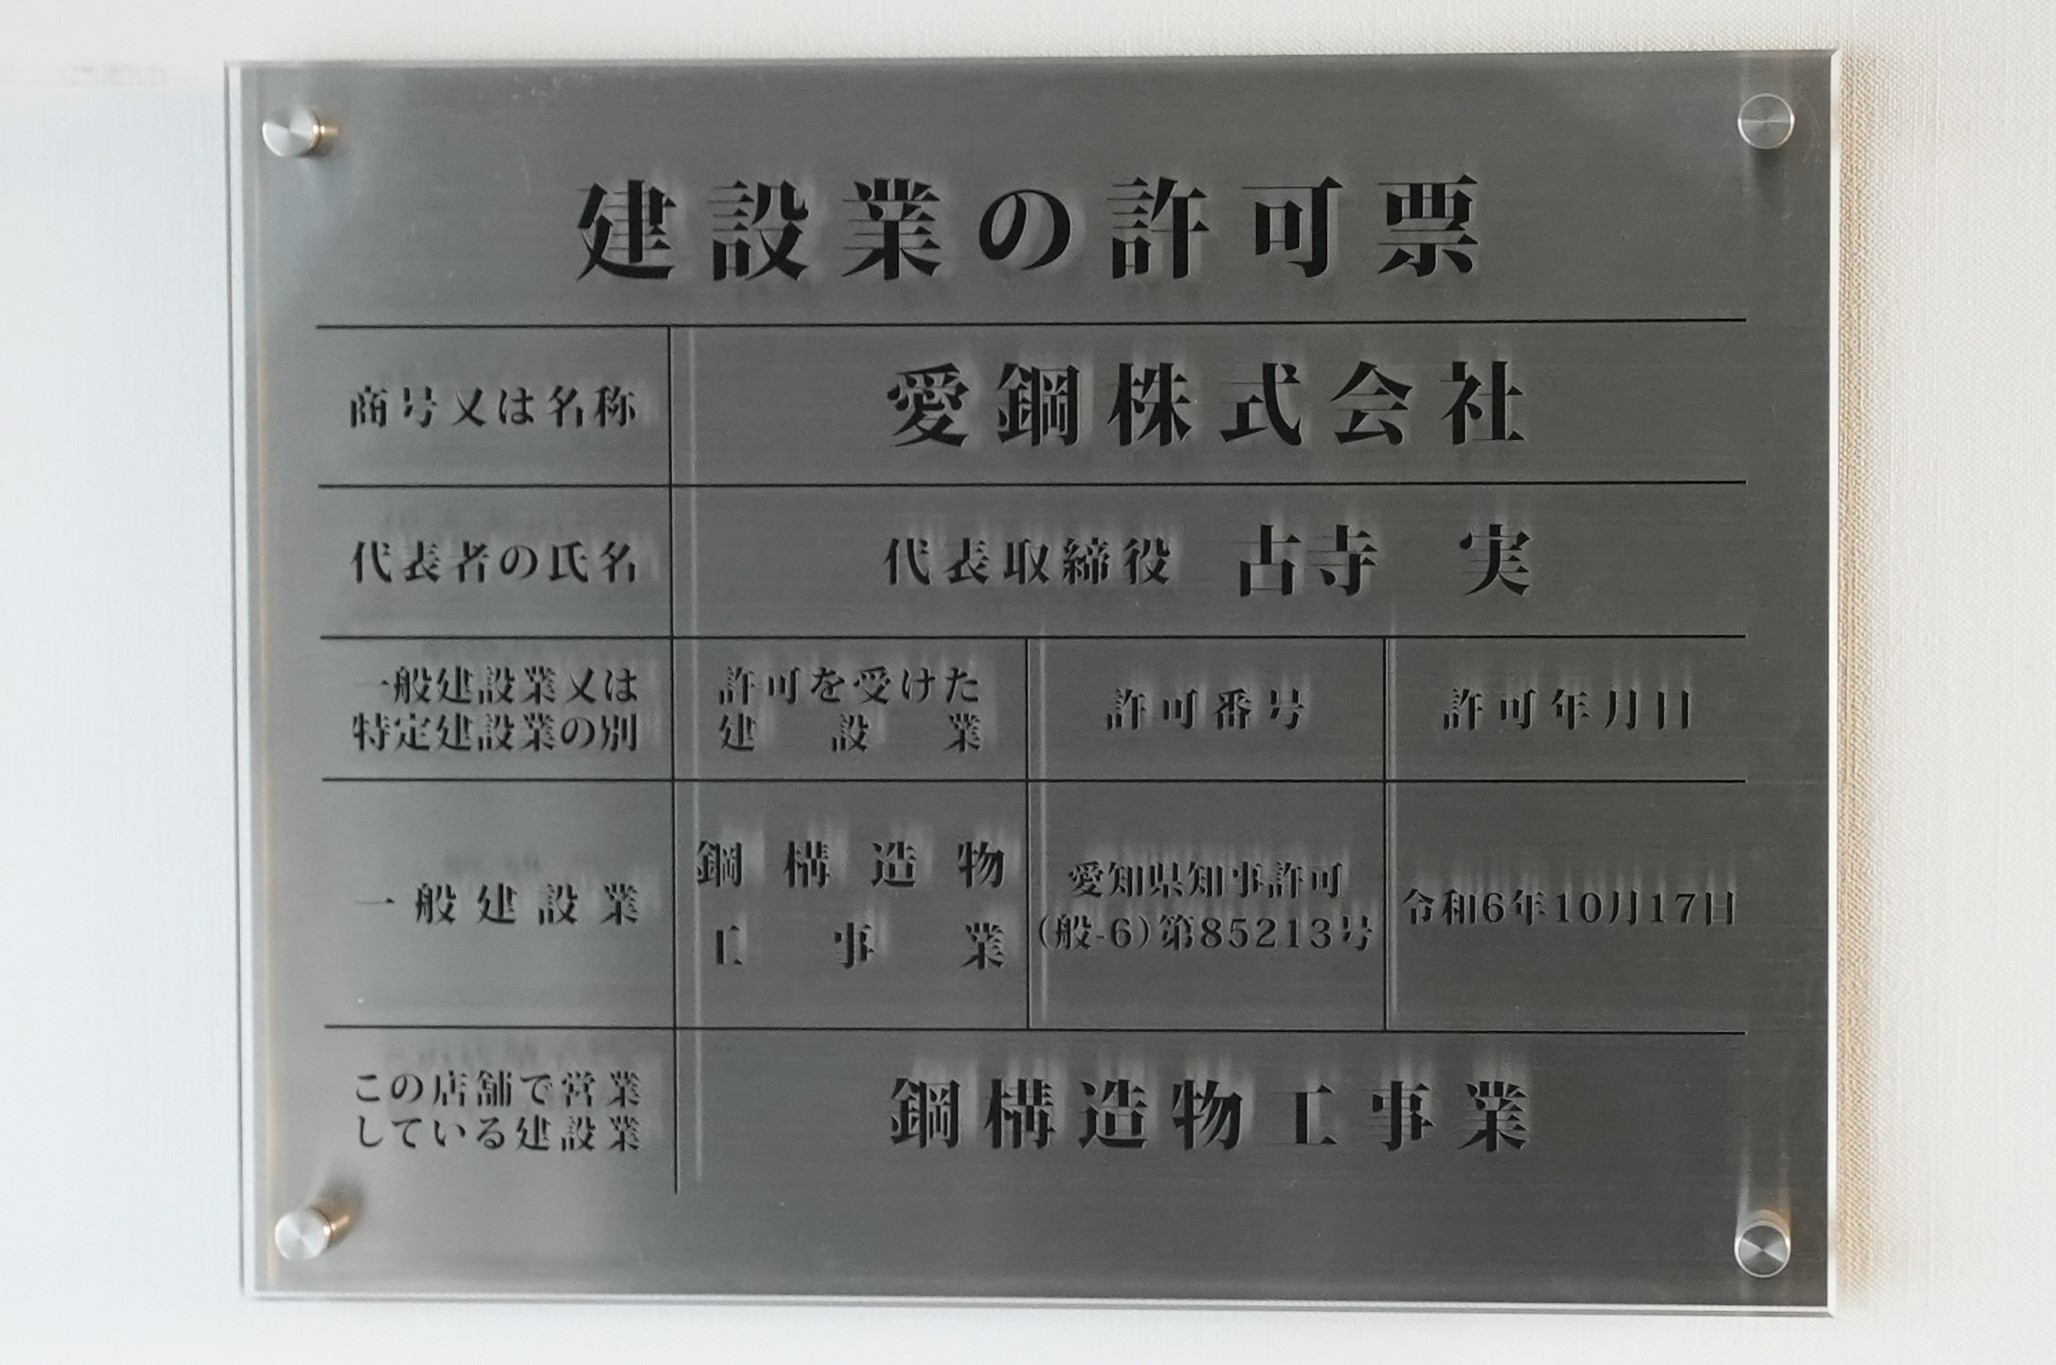 建設業の許可票
商号又は名称
愛鋼株式会社
代表者の氏名
代表取締役 古寺 実
一般建設業又は
特定建設業の別
許可を受けた
建設業
許可番号
許可年月日
一般建設業
鋼構造物
工事業
愛知県知事許可
(般-6)第85213号
令和6年10月17日
この店舗で営業
している建設業
鋼構造物工事業